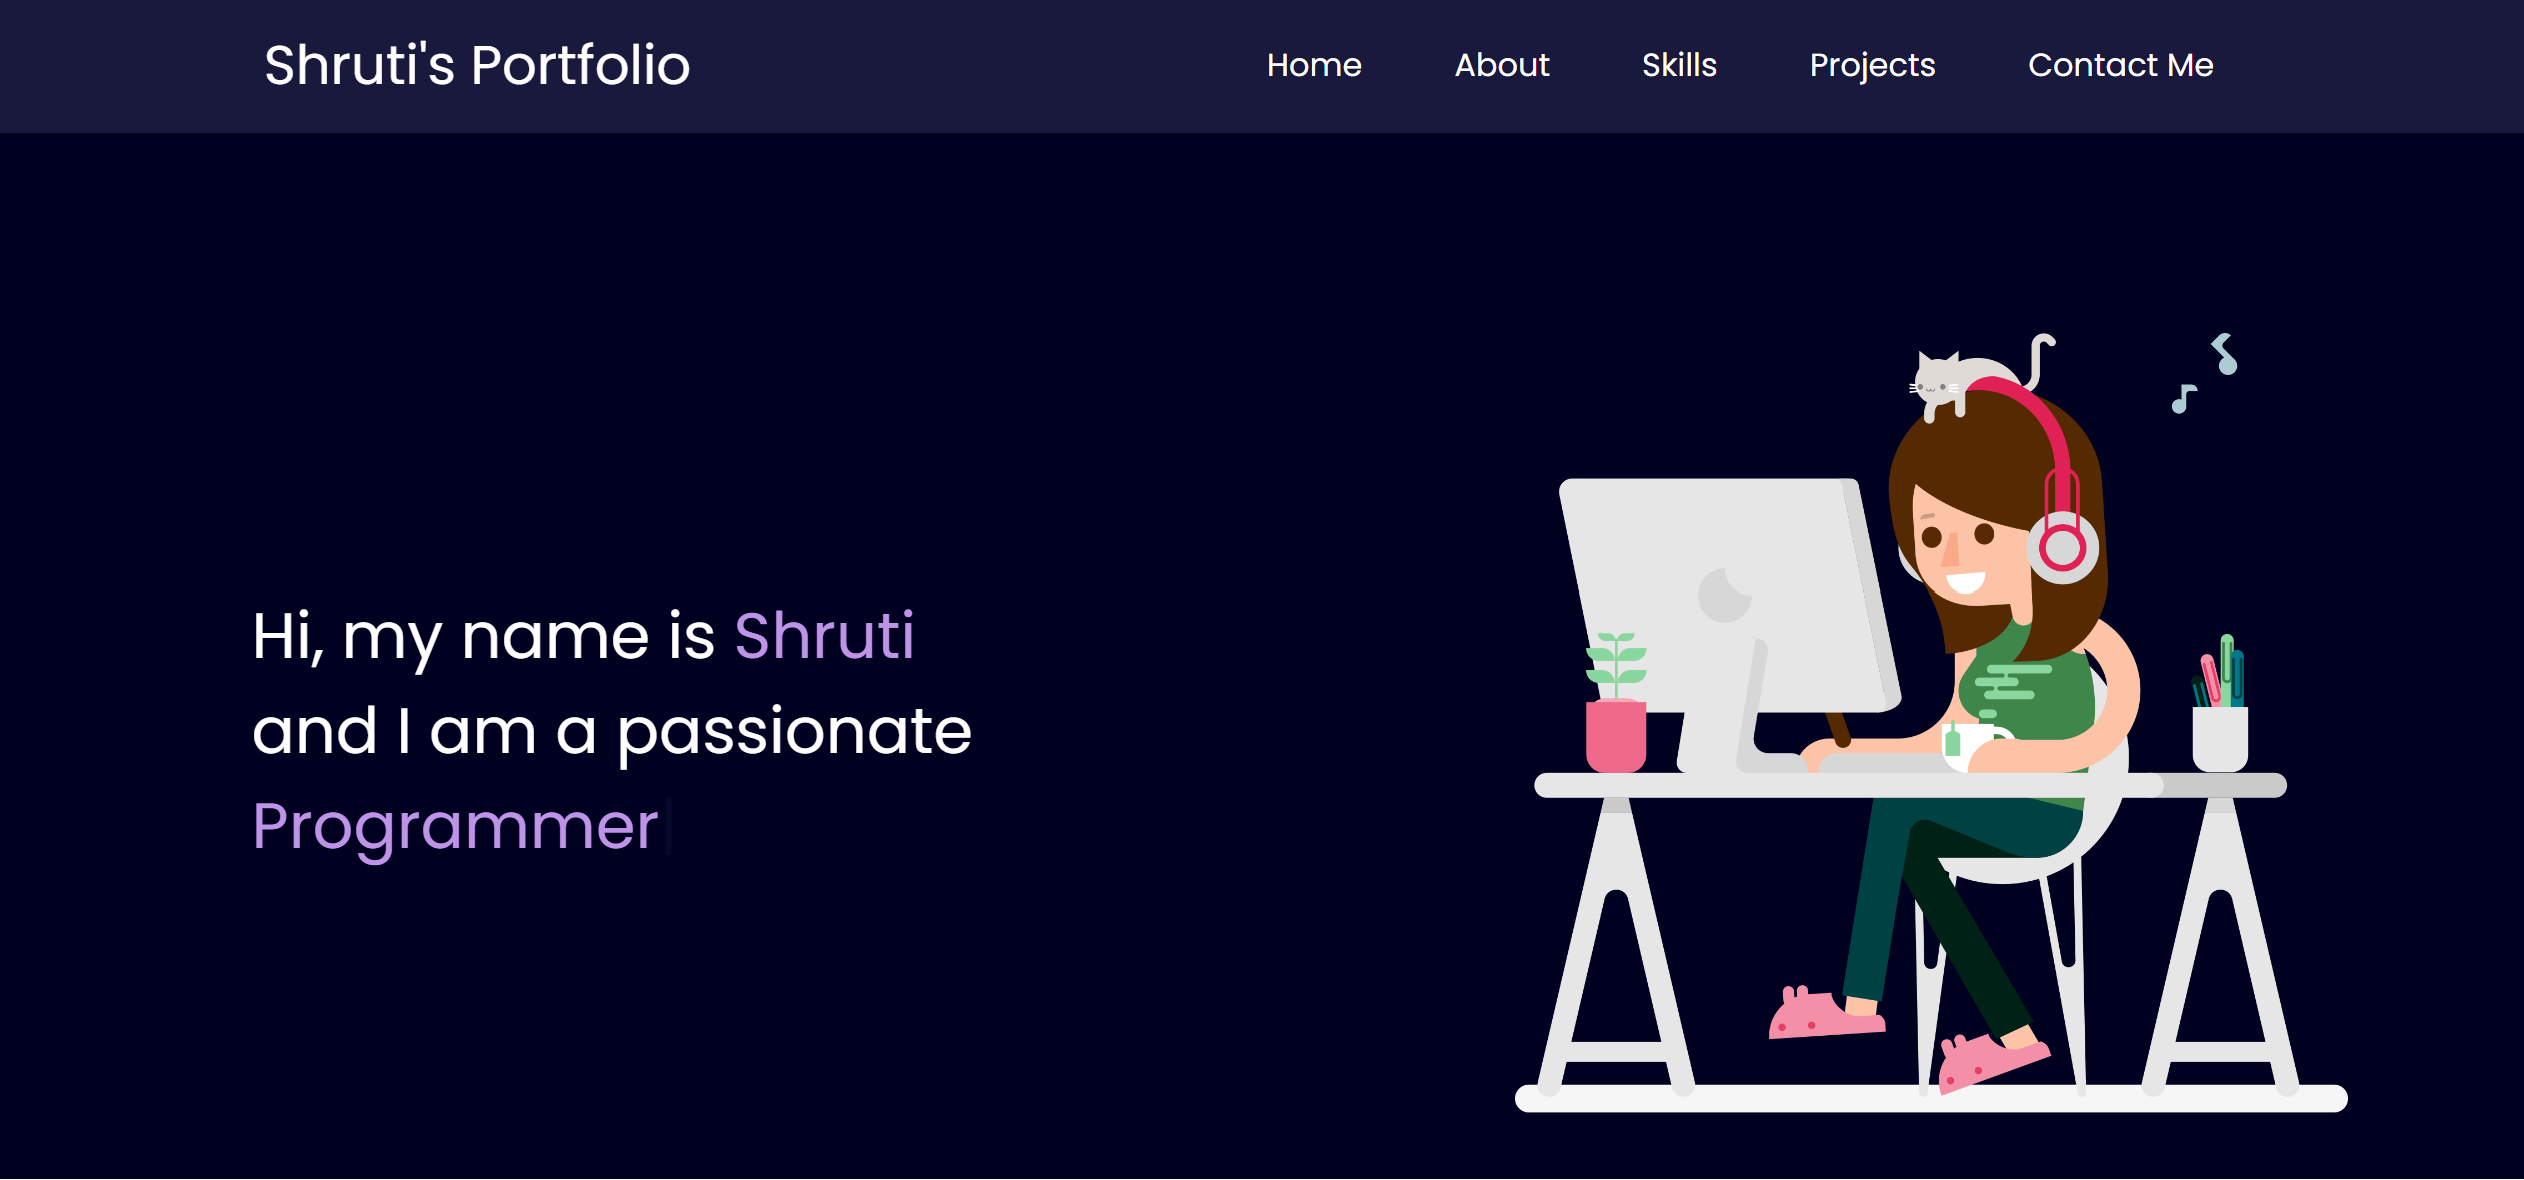 Shruti's Portfolio
Home About Skills Projects Contact Me
Hi, my name is Shruti
and I am a passionate
Programmer